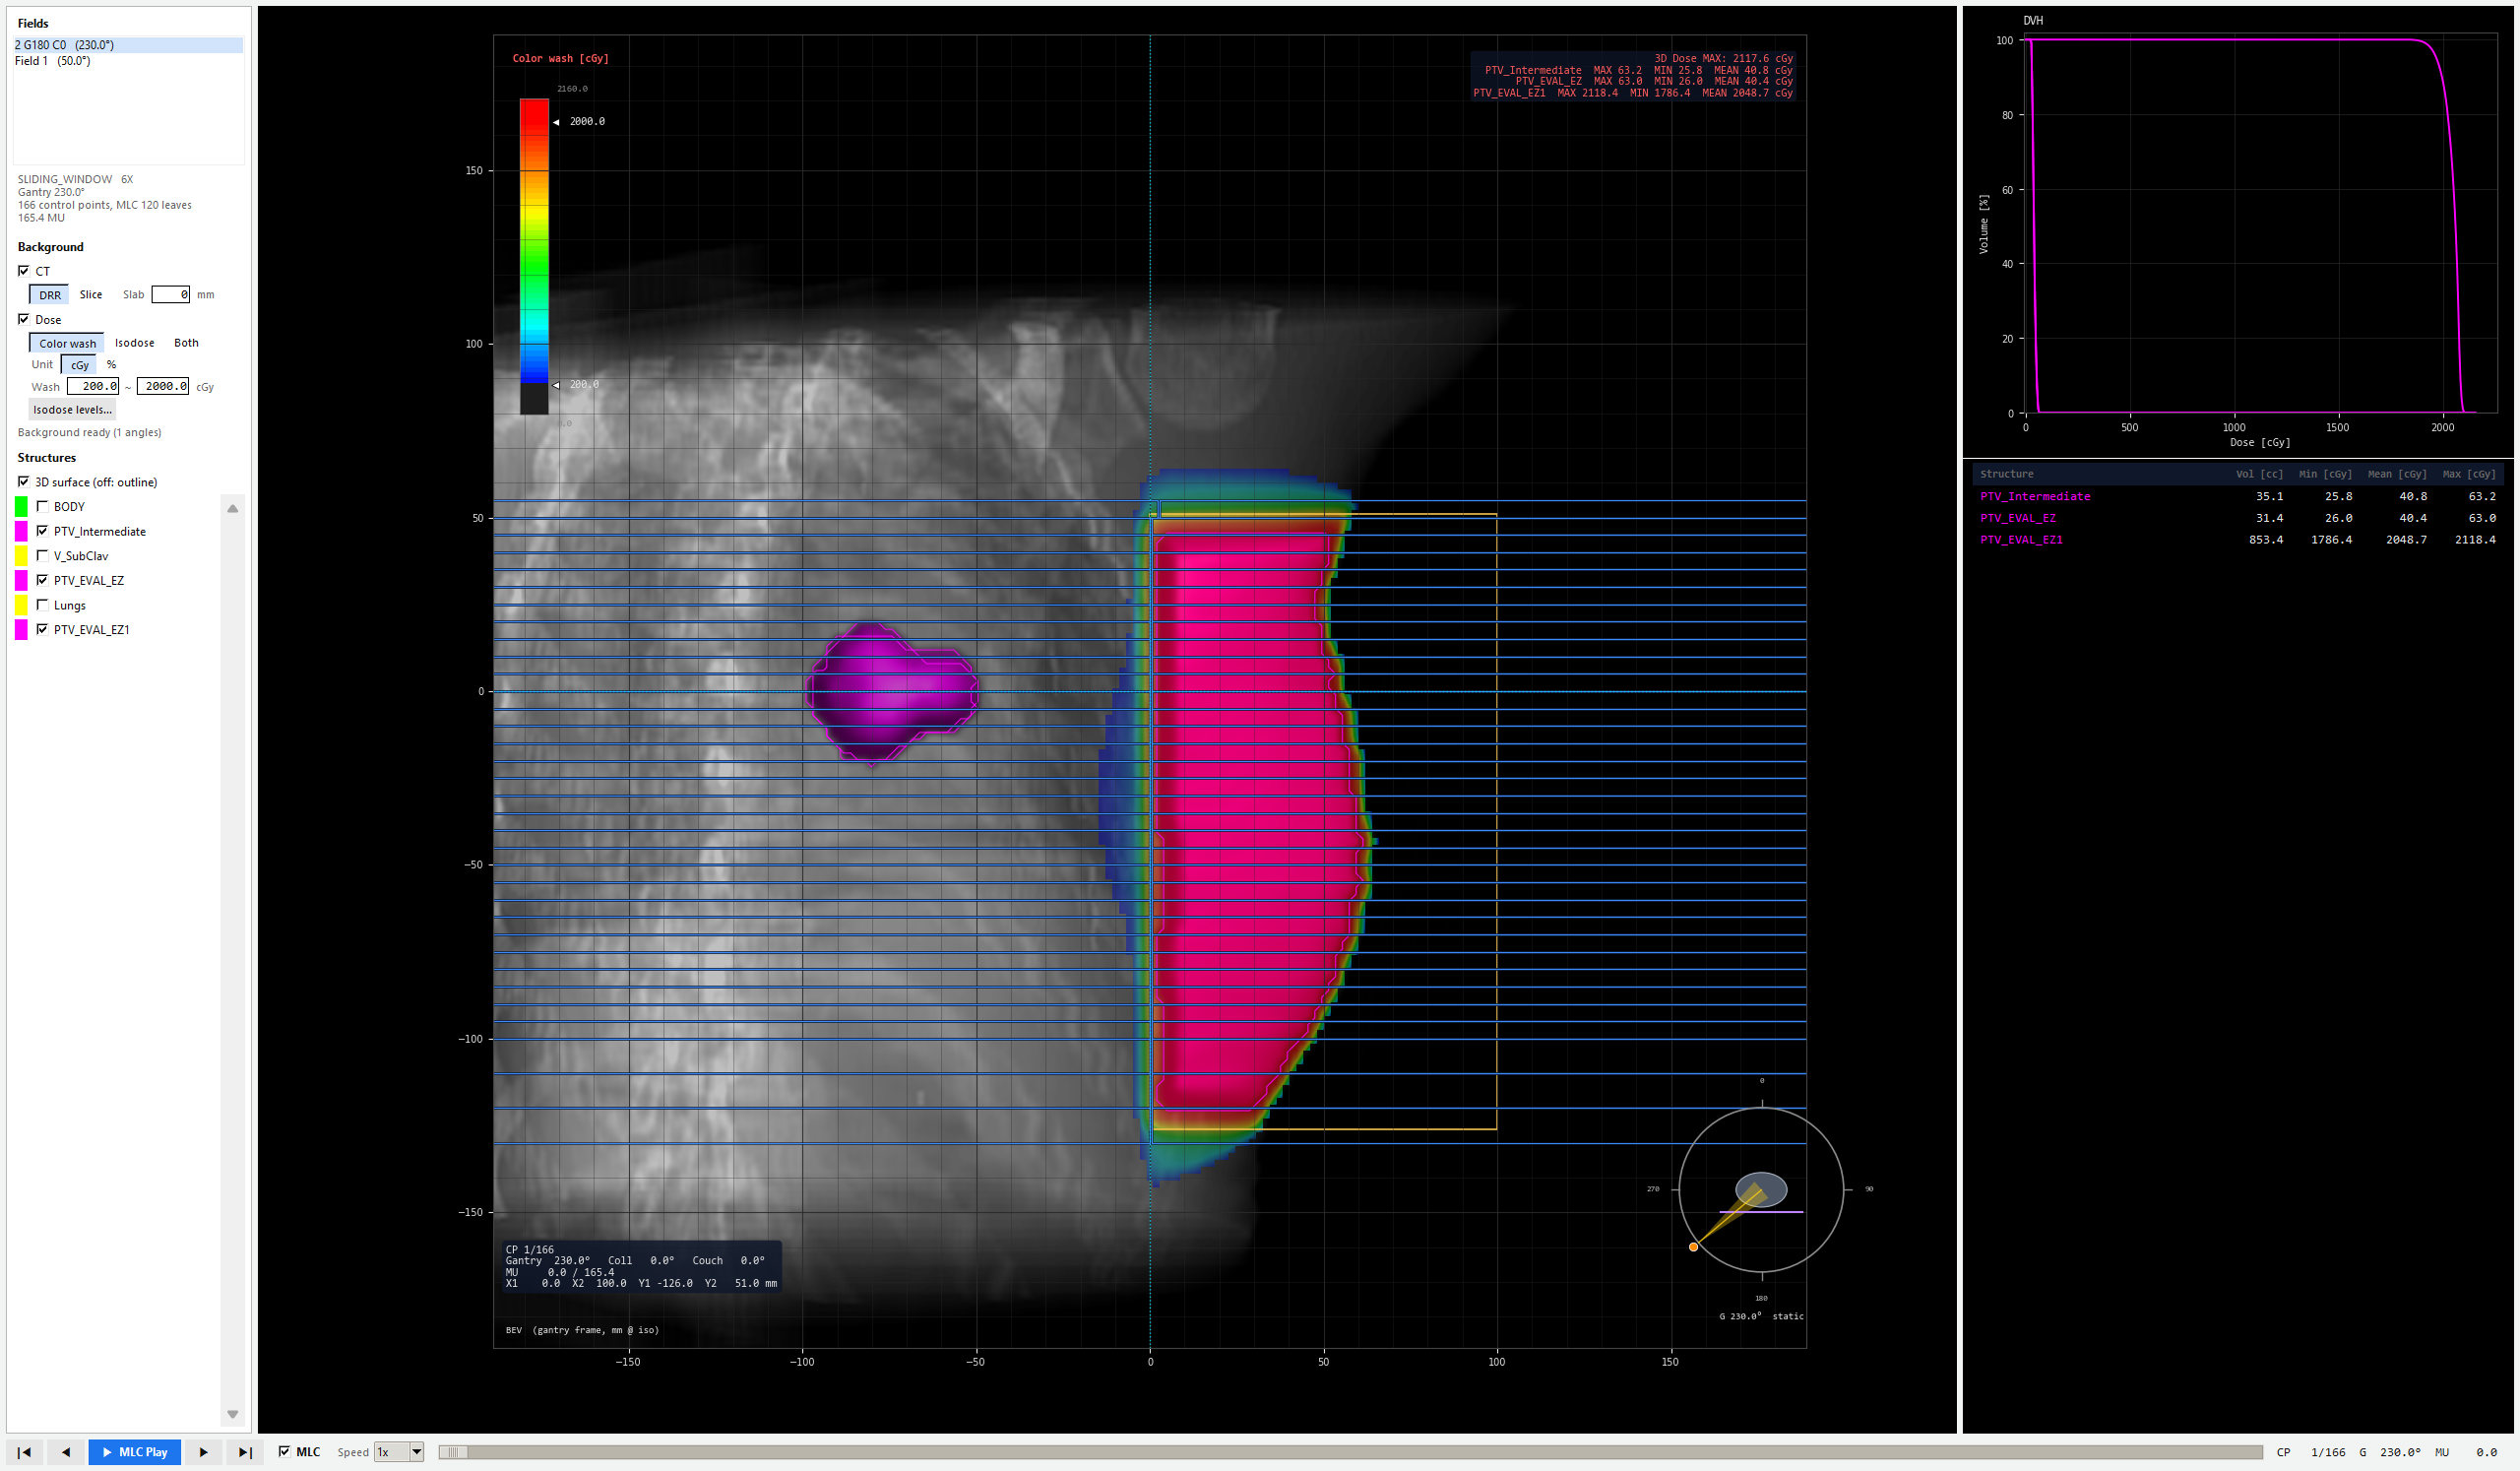 Fields
2 G180 C0 (230.0°)
Field 1 (50.0°)
SLIDING_WINDOW 6X
Gantry 230.0°
166 control points, MLC 120 leaves
165.4 MU
Background
CT
DRR Slice Slab 0 mm
Dose
Color wash Isodose Both
Unit cGy %
Wash 200.0 ~ 2000.0 cGy
Isodose levels...
Background ready (1 angles)
Structures
3D surface (off: outline)
BODY
PTV_Intermediate
V_SubClav
PTV_EVAL_EZ
Lungs
PTV_EVAL_EZ1
Color wash [cGy]
2160.0
2000.0
200.0
0.0
3D Dose MAX: 2117.6 cGy
PTV_Intermediate MAX 63.2 MIN 25.8 MEAN 40.8 cGy
PTV_EVAL_EZ MAX 63.0 MIN 26.0 MEAN 40.4 cGy
PTV_EVAL_EZ1 MAX 2118.4 MIN 1786.4 MEAN 2048.7 cGy
150
100
50
0
−50
−100
−150
−150 −100 −50 0 50 100 150
CP 1/166
Gantry 230.0° Coll 0.0° Couch 0.0°
MU 0.0 / 165.4
X1 0.0 X2 100.0 Y1 -126.0 Y2 51.0 mm
BEV (gantry frame, mm @ iso)
0
270 90
180
G 230.0° static
DVH
100
80
60
40
20
0
Volume [%]
0 500 1000 1500 2000
Dose [cGy]
Structure Vol [cc] Min [cGy] Mean [cGy] Max [cGy]
PTV_Intermediate 35.1 25.8 40.8 63.2
PTV_EVAL_EZ 31.4 26.0 40.4 63.0
PTV_EVAL_EZ1 853.4 1786.4 2048.7 2118.4
MLC Play
MLC Speed 1x
CP 1/166 G 230.0° MU 0.0